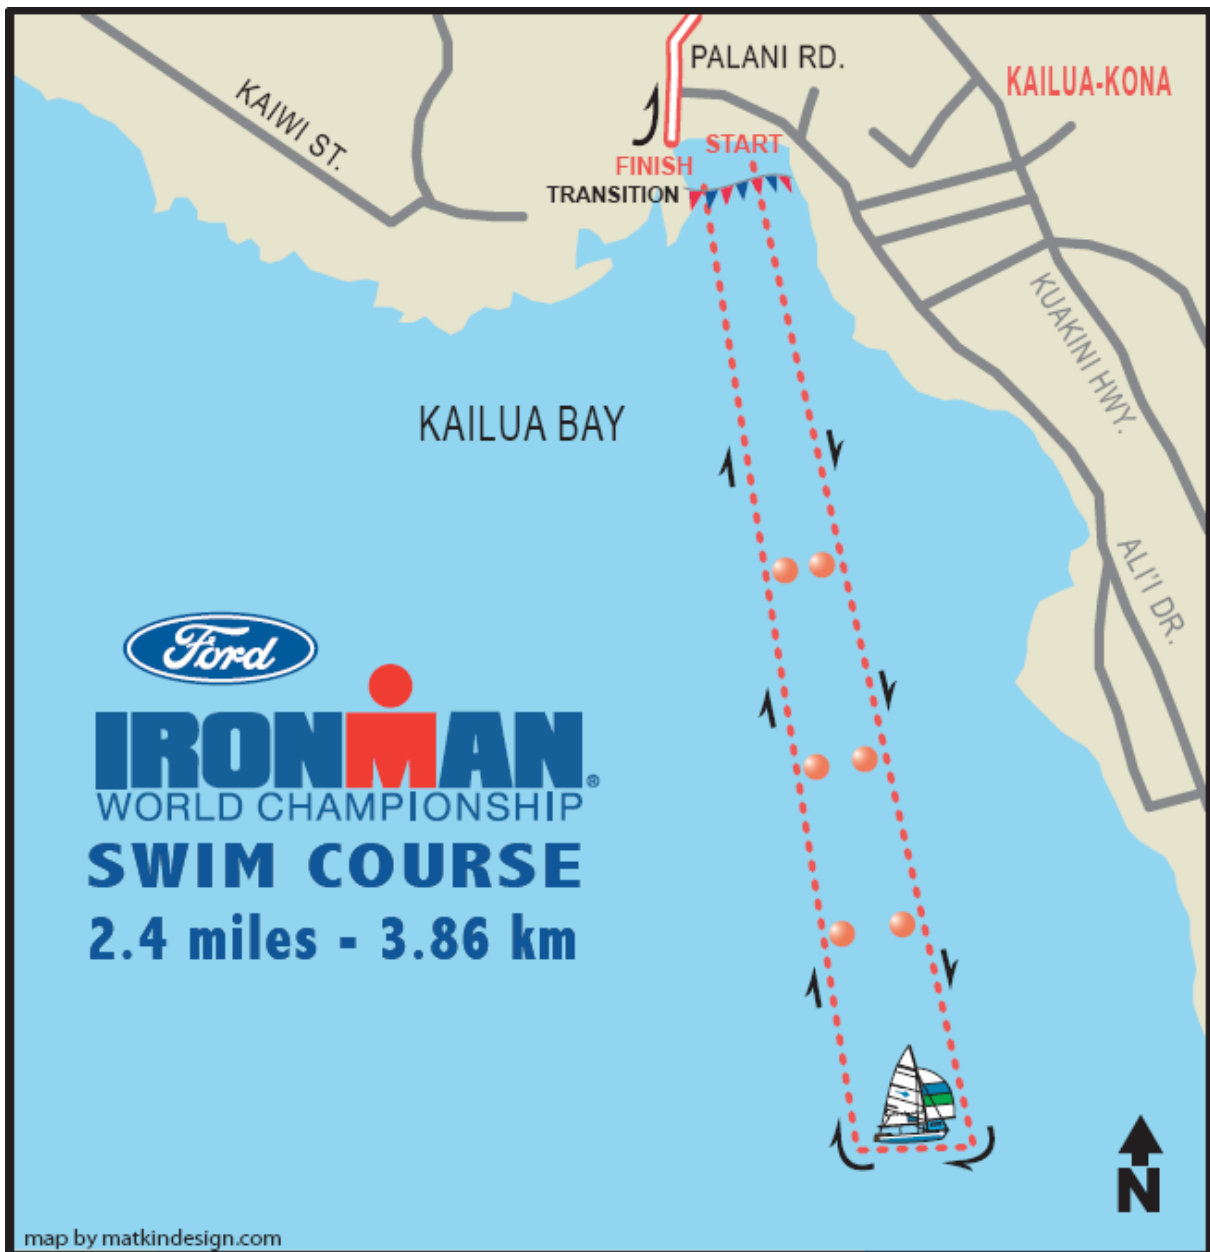 PALANI RD.
KAILUA-KONA
KAIWI ST.
START
FINISH
TRANSITION
KUAKINI HWY.
KAILUA BAY
ALI'I DR.
Ford
IRONMAN®
WORLD CHAMPIONSHIP
SWIM COURSE
2.4 miles - 3.86 km
N
map by matkindesign.com